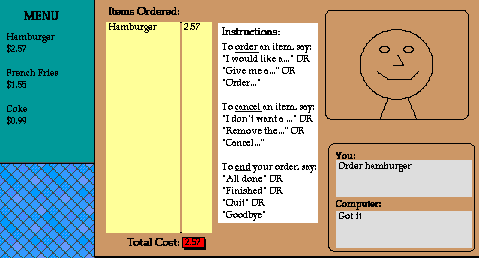 MENU
Hamburger
$2.57
French Fries
$1.55
Coke
$0.99
Items Ordered:
Hamburger 2.57
Total Cost: 2.57
Instructions:
To order an item, say:
"I would like a..." OR
"Give me a..." OR
"Order..."
To cancel an item, say:
"I don't want a ..." OR
"Remove the..." OR
"Cancel..."
To end your order, say:
"All done" OR
"Finished" OR
"Quit" OR
"Goodbye"
You:
Order hamburger
Computer:
Got it